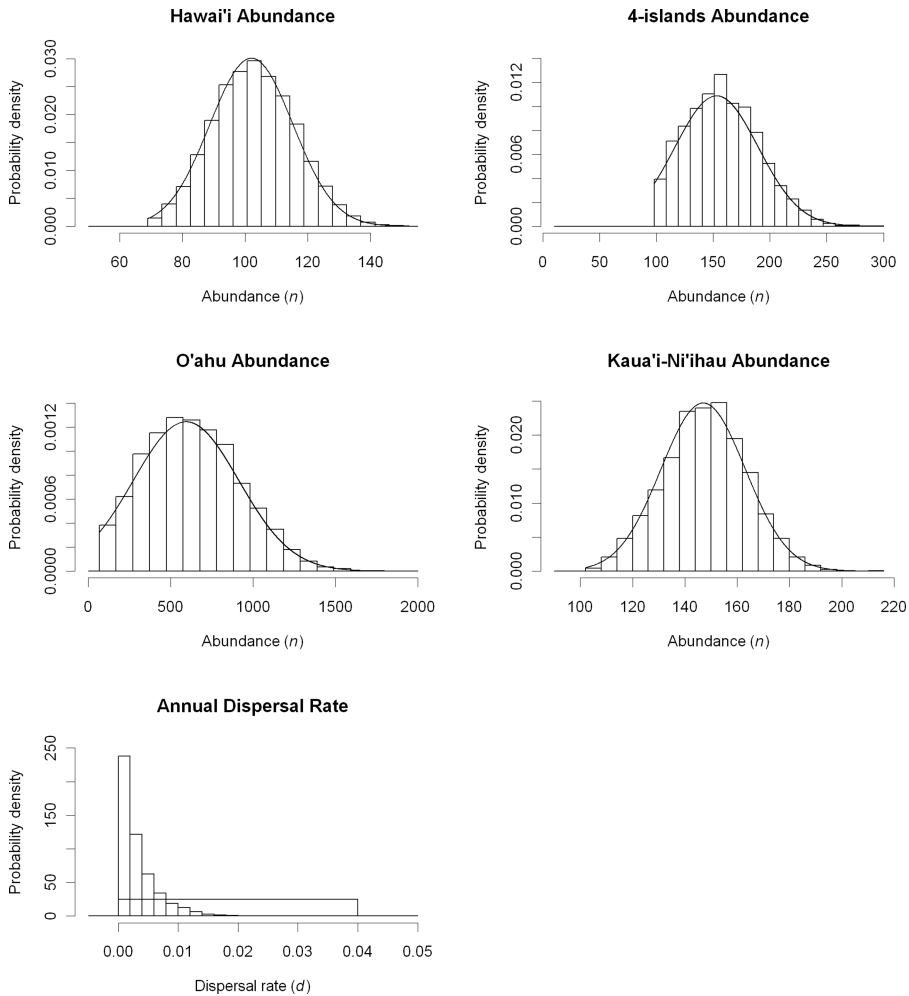 Hawai'i Abundance
Probability density
0.000 0.010 0.020 0.030
60 80 100 120 140
Abundance (n)
4-islands Abundance
Probability density
0.000 0.006 0.012
0 50 100 150 200 250 300
Abundance (n)
O'ahu Abundance
Probability density
0.0000 0.0006 0.0012
0 500 1000 1500 2000
Abundance (n)
Kaua'i-Ni'ihau Abundance
Probability density
0.000 0.010 0.020
100 120 140 160 180 200 220
Abundance (n)
Annual Dispersal Rate
Probability density
0 50 150 250
0.00 0.01 0.02 0.03 0.04 0.05
Dispersal rate (d)